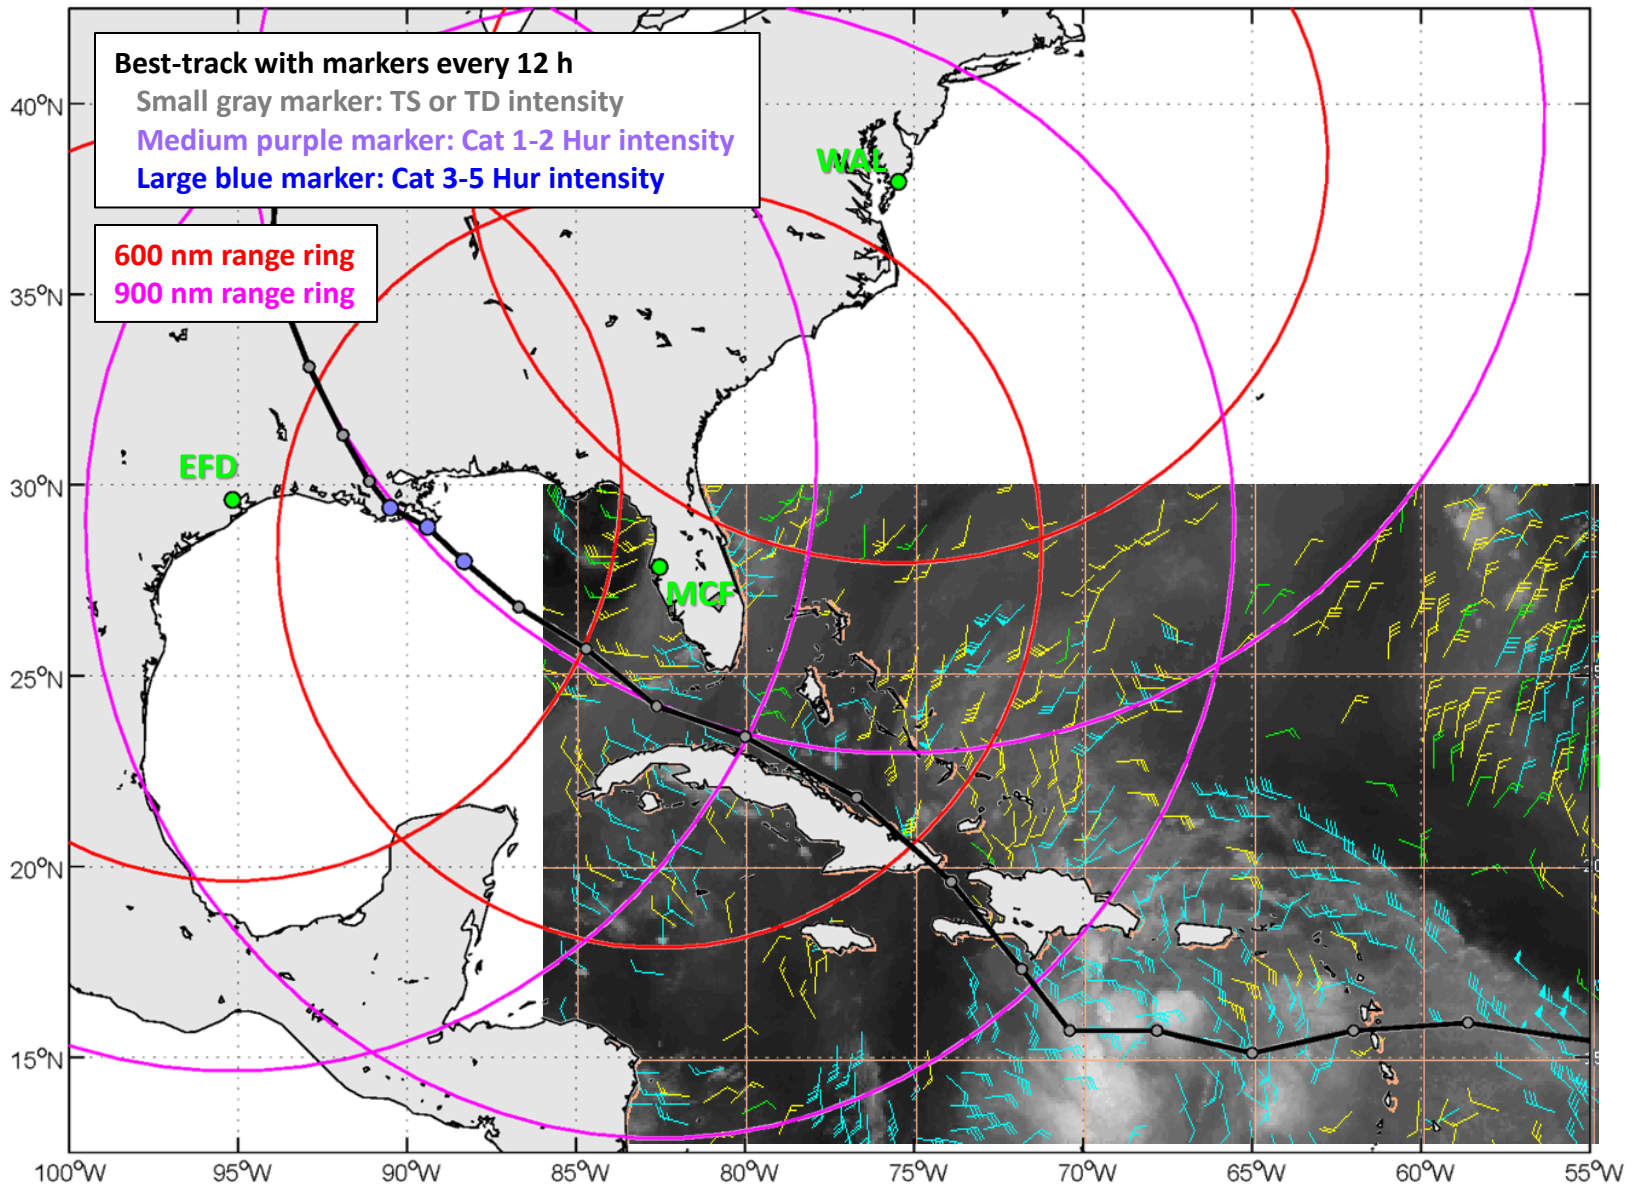 Best-track with markers every 12 h
Small gray marker: TS or TD intensity
Medium purple marker: Cat 1-2 Hur intensity
Large blue marker: Cat 3-5 Hur intensity
600 nm range ring
900 nm range ring
WAL
EFD
MCF
40°N
35°N
30°N
25°N
20°N
15°N
100°W
95°W
90°W
85°W
80°W
75°W
70°W
65°W
60°W
55°W